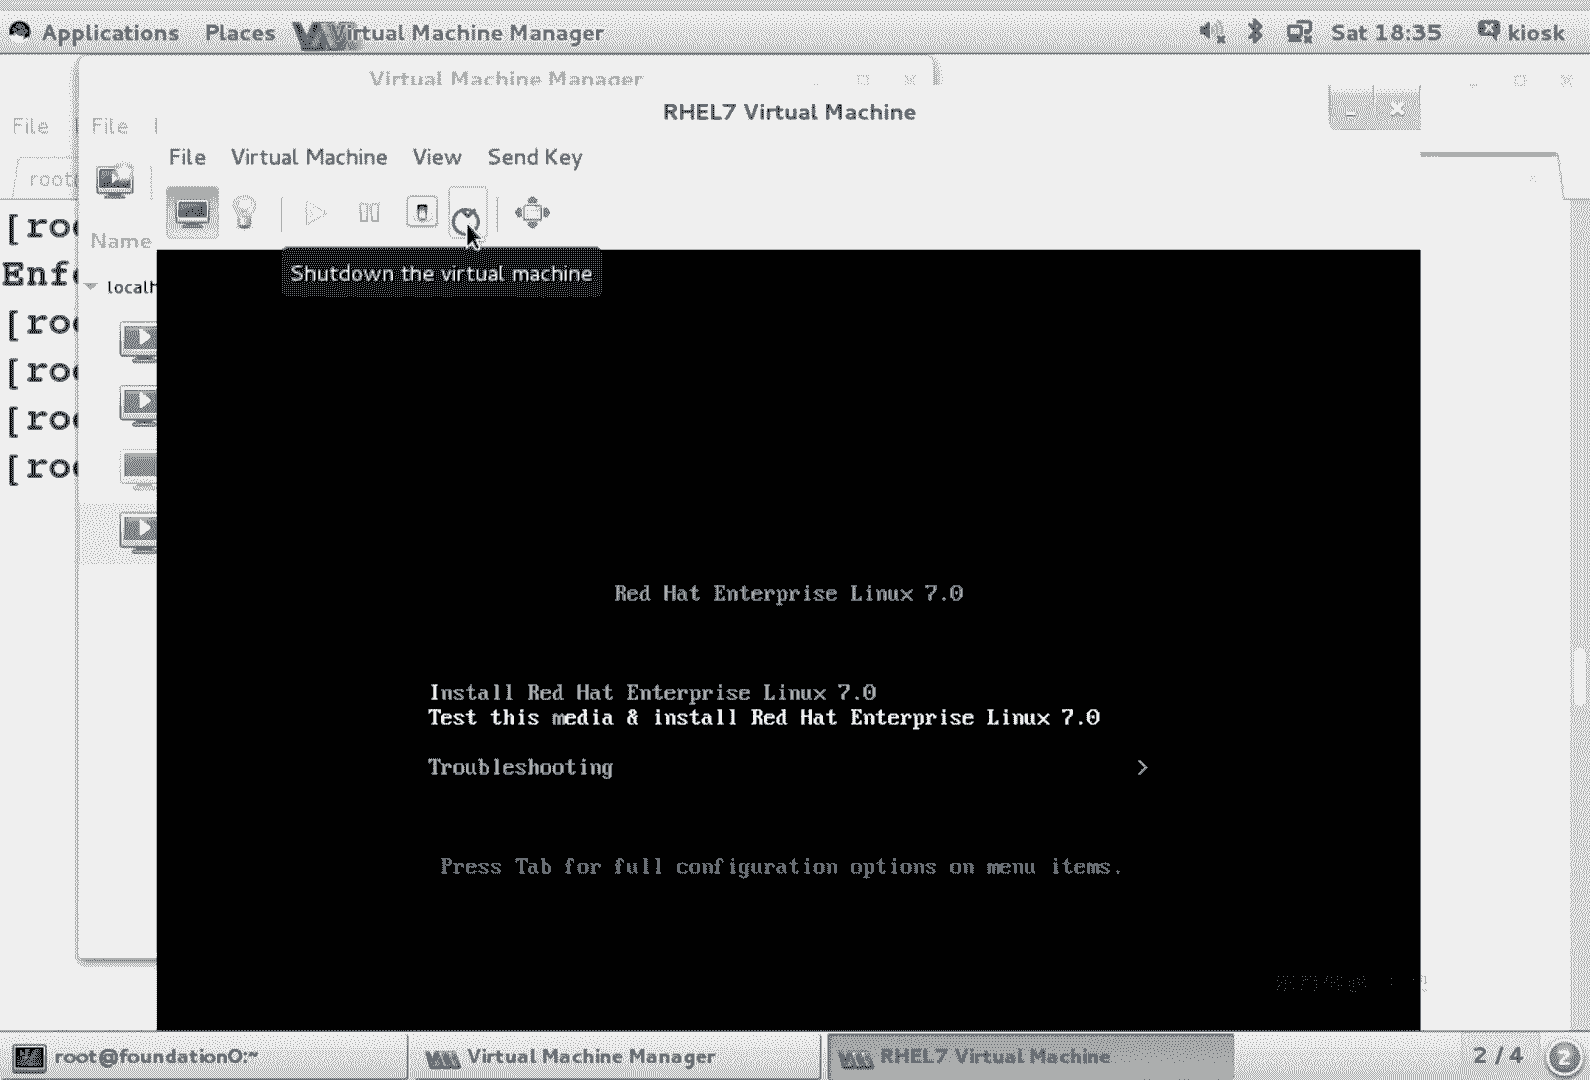 Applications Places Virtual Machine Manager Sat 18:35 kiosk
Virtual Machine Manager
RHEL7 Virtual Machine
File File
File Virtual Machine View Send Key
root
[roo
Name
Enf
Shutdown the virtual machine
localh
[roo
[roo
[roo
[roo
Red Hat Enterprise Linux 7.0
Install Red Hat Enterprise Linux 7.0
Test this media & install Red Hat Enterprise Linux 7.0
Troubleshooting >
Press Tab for full configuration options on menu items.
root@foundation0:~ Virtual Machine Manager RHEL7 Virtual Machine 2 / 4 2